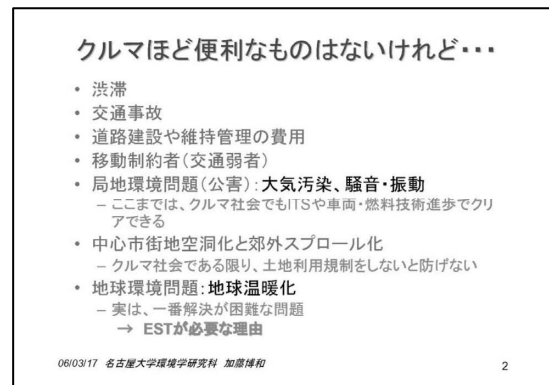 クルマほど便利なものはないけれど・・・
• 渋滞
• 交通事故
• 道路建設や維持管理の費用
• 移動制約者(交通弱者)
• 局地環境問題(公害):大気汚染、騒音・振動
– ここまでは、クルマ社会でもITSや車両・燃料技術進歩でクリ
アできる
• 中心市街地空洞化と郊外スプロール化
– クルマ社会である限り、土地利用規制をしないと防げない
• 地球環境問題:地球温暖化
– 実は、一番解決が困難な問題
→ ESTが必要な理由
06/03/17 名古屋大学環境学研究科 加藤博和
2